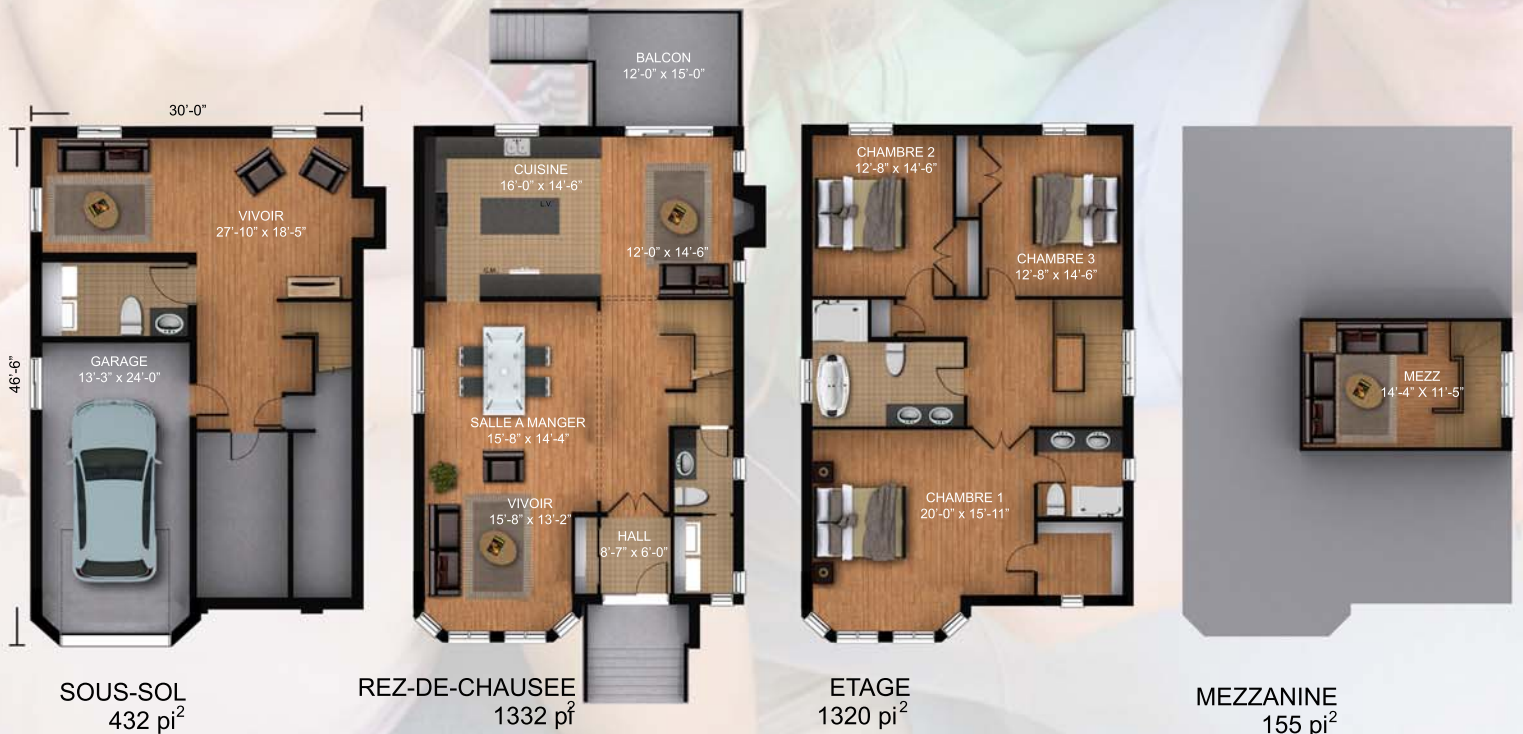 30'-0"
46'-6"
VIVOIR
27'-10" x 18'-5"
GARAGE
13'-3" x 24'-0"
SOUS-SOL
432 pi²
BALCON
12'-0" x 15'-0"
CUISINE
16'-0" x 14'-6"
L.V.
G.M.
12'-0" x 14'-6"
SALLE A MANGER
15'-8" x 14'-4"
VIVOIR
15'-8" x 13'-2"
HALL
8'-7" x 6'-0"
REZ-DE-CHAUSEE
1332 pi²
CHAMBRE 2
12'-8" x 14'-6"
CHAMBRE 3
12'-8" x 14'-6"
CHAMBRE 1
20'-0" x 15'-11"
ETAGE
1320 pi²
MEZZ
14'-4" X 11'-5"
MEZZANINE
155 pi²